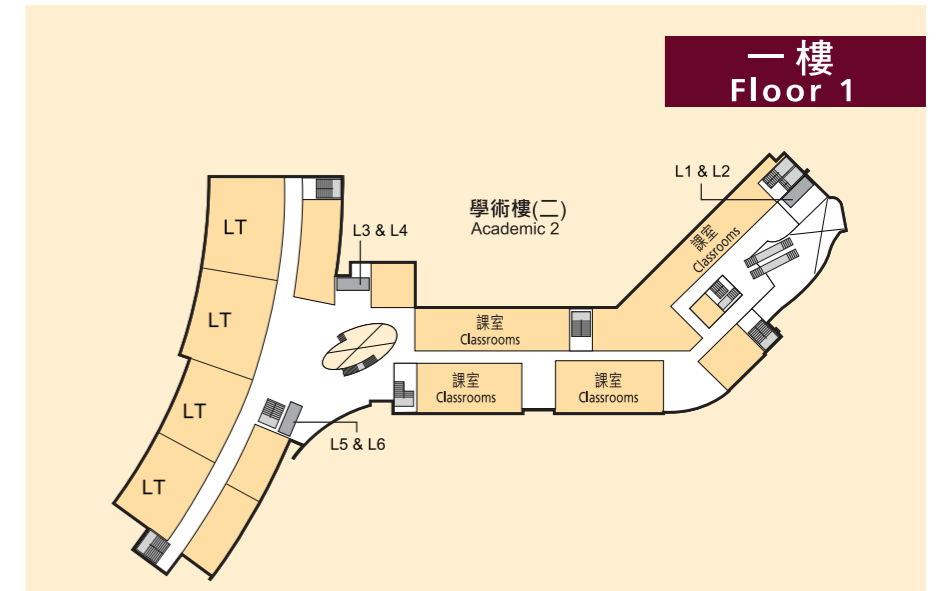 一樓
Floor 1
L1 & L2
學術樓(二)
Academic 2
LT
L3 & L4
課室
Classrooms
LT
課室
Classrooms
課室
Classrooms
課室
Classrooms
LT
L5 & L6
LT